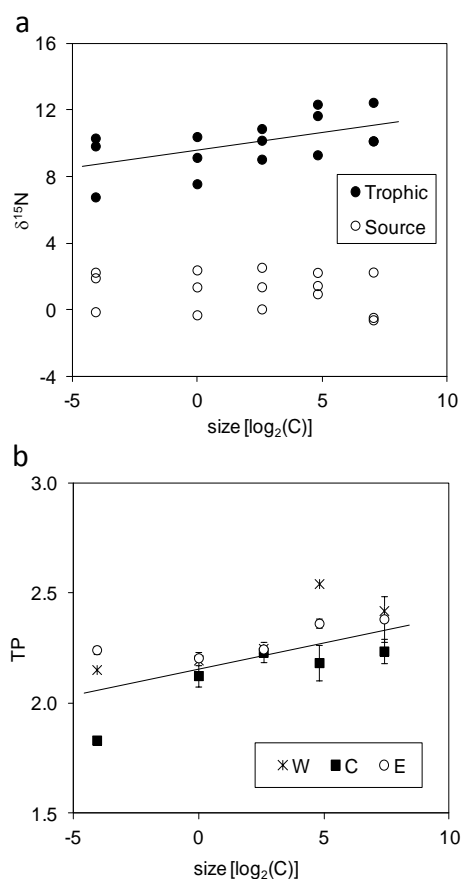 a
16
12
8
4
0
-4
δ¹⁵N
● Trophic
○ Source
-5 0 5 10
size [log₂(C)]
b
3.0
2.5
2.0
1.5
TP
W C E
-5 0 5 10
size [log₂(C)]